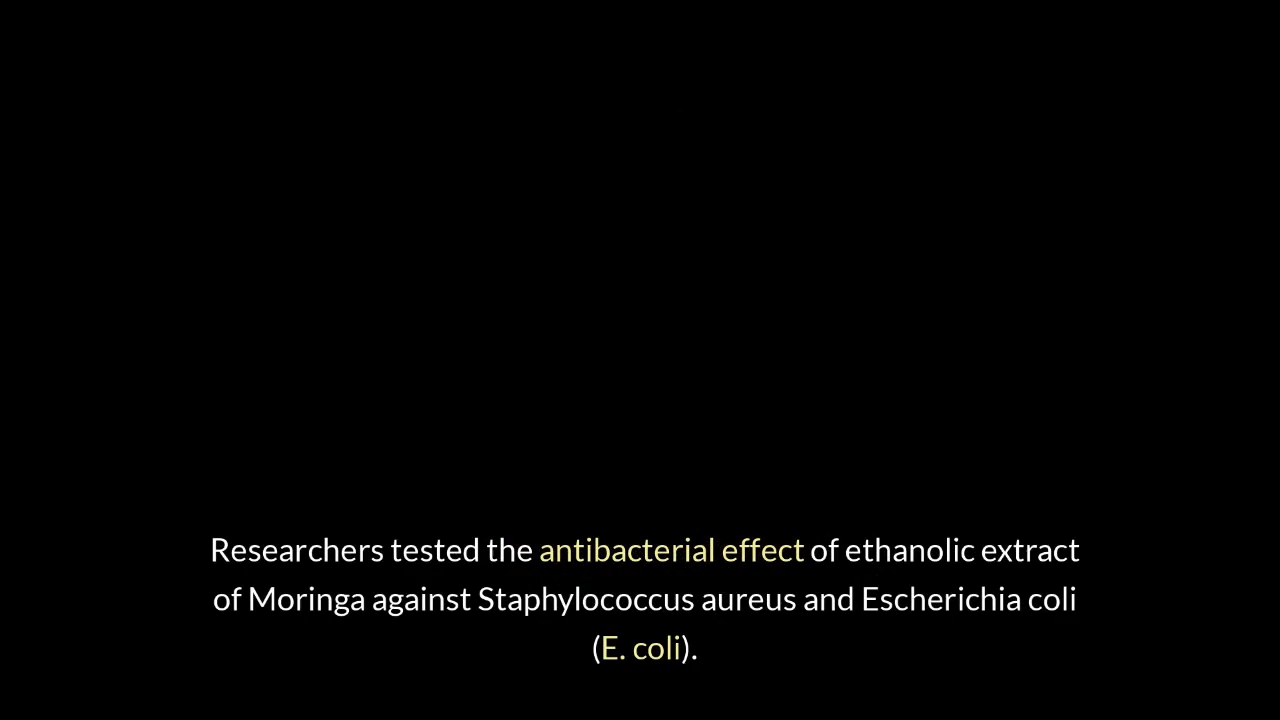 Researchers tested the antibacterial effect of ethanolic extract
of Moringa against Staphylococcus aureus and Escherichia coli
(E. coli).